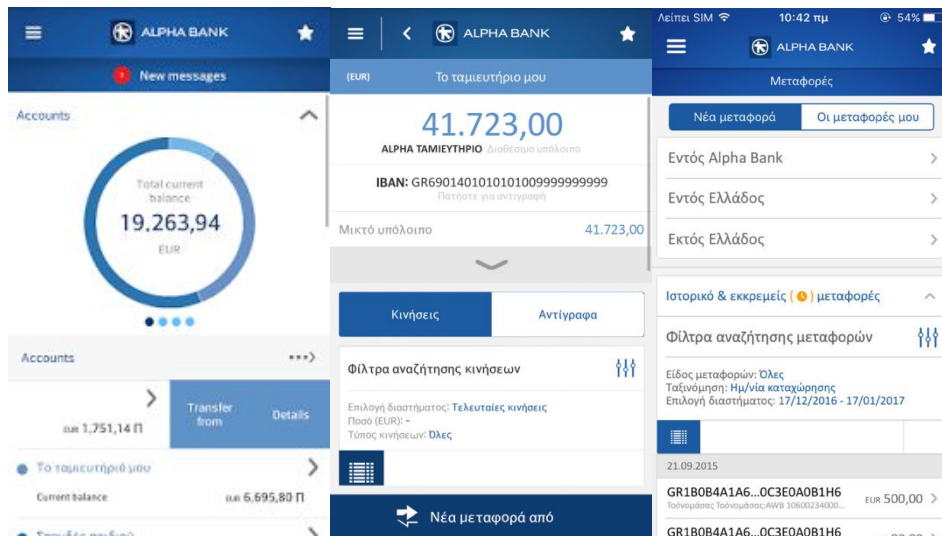 ALPHA BANK
New messages
Accounts
Total current
balance
19.263,94
EUR
Accounts
EUR 1,751,14 Π
Transfer
from
Details
Το ταμιευτήριό μου
Current balance
EUR 6.695,80 Π
ALPHA BANK
(EUR) Το ταμιευτήριο μου
41.723,00
ALPHA ΤΑΜΙΕΥΤΗΡΙΟ Διαθέσιμο υπόλοιπο
IBAN: GR6901401010101009999999999
Πατήστε για αντιγραφή
Μικτό υπόλοιπο 41.723,00
Κινήσεις Αντίγραφα
Φίλτρα αναζήτησης κινήσεων
Επιλογή διαστήματος: Τελευταίες κινήσεις
Ποσό (EUR): -
Τύπος κινήσεων: Όλες
Νέα μεταφορά από
Λείπει SIM 10:42 πμ 54%
ALPHA BANK
Μεταφορές
Νέα μεταφορά Οι μεταφορές μου
Εντός Alpha Bank
Εντός Ελλάδος
Εκτός Ελλάδος
Ιστορικό & εκκρεμείς ( ) μεταφορές
Φίλτρα αναζήτησης μεταφορών
Είδος μεταφορών: Όλες
Ταξινόμηση: Ημ/νία καταχώρησης
Επιλογή διαστήματος: 17/12/2016 - 17/01/2017
21.09.2015
GR1B0B4A1A6...0C3E0A0B1H6 EUR 500,00
Τοόνομάσας Τοόνομάσας;AWB 10600234000...
GR1B0B4A1A6...0C3E0A0B1H6